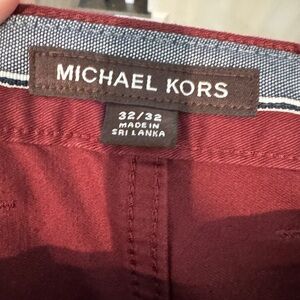 MICHAEL KORS
32/32
MADE IN
SRI LANKA